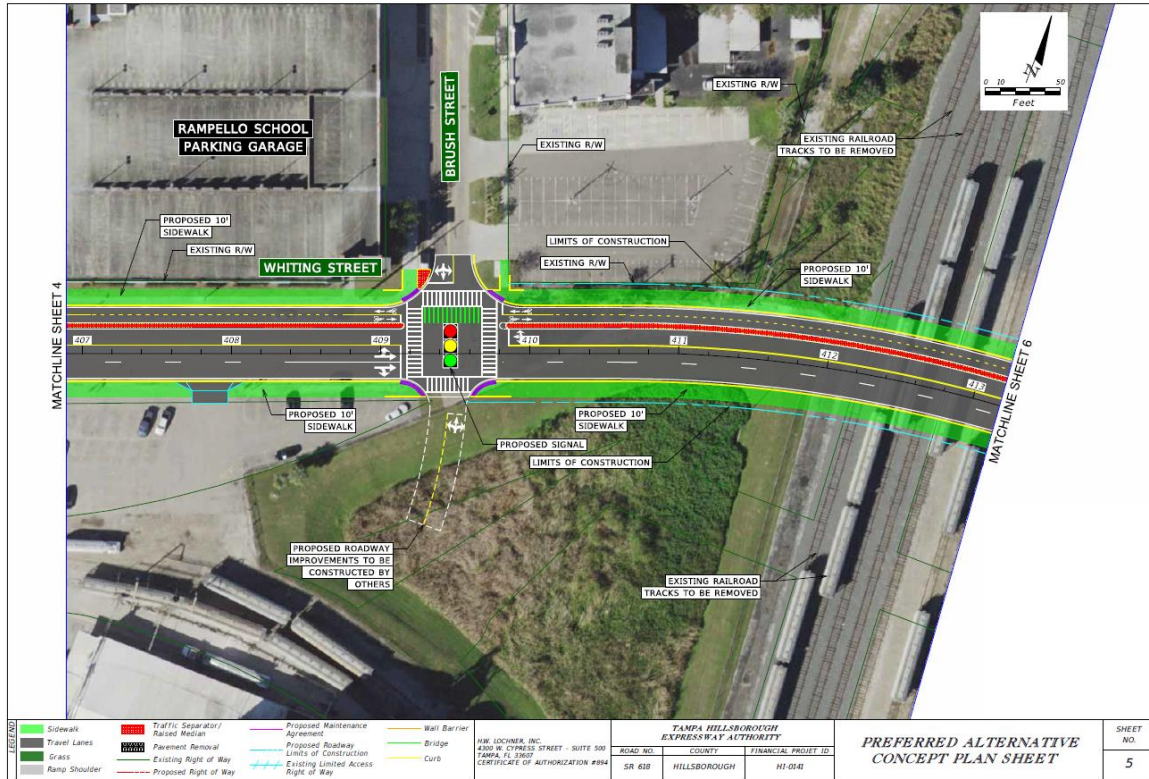 0 10 50
Feet
N
EXISTING R/W
EXISTING RAILROAD
TRACKS TO BE REMOVED
RAMPELLO SCHOOL
PARKING GARAGE
BRUSH STREET
EXISTING R/W
PROPOSED 10'
SIDEWALK
EXISTING R/W
WHITING STREET
LIMITS OF CONSTRUCTION
EXISTING R/W
PROPOSED 10'
SIDEWALK
MATCHLINE SHEET 4
407
408
409
410
411
412
413
MATCHLINE SHEET 6
PROPOSED 10'
SIDEWALK
PROPOSED 10'
SIDEWALK
PROPOSED SIGNAL
LIMITS OF CONSTRUCTION
PROPOSED ROADWAY
IMPROVEMENTS TO BE
CONSTRUCTED BY
OTHERS
EXISTING RAILROAD
TRACKS TO BE REMOVED
LEGEND
Sidewalk
Travel Lanes
Grass
Ramp Shoulder
Traffic Separator/
Raised Median
Pavement Removal
Existing Right of Way
Proposed Right of Way
Proposed Maintenance
Agreement
Proposed Roadway
Limits of Construction
Existing Limited Access
Right of Way
Wall Barrier
Bridge
Curb
H.W. LOCHNER, INC.
4300 W. CYPRESS STREET - SUITE 500
TAMPA, FL 33607
CERTIFICATE OF AUTHORIZATION #894
TAMPA HILLSBOROUGH
EXPRESSWAY AUTHORITY
ROAD NO. COUNTY FINANCIAL PROJET ID
SR 618 HILLSBOROUGH HI-0141
PREFERRED ALTERNATIVE
CONCEPT PLAN SHEET
SHEET
NO.
5